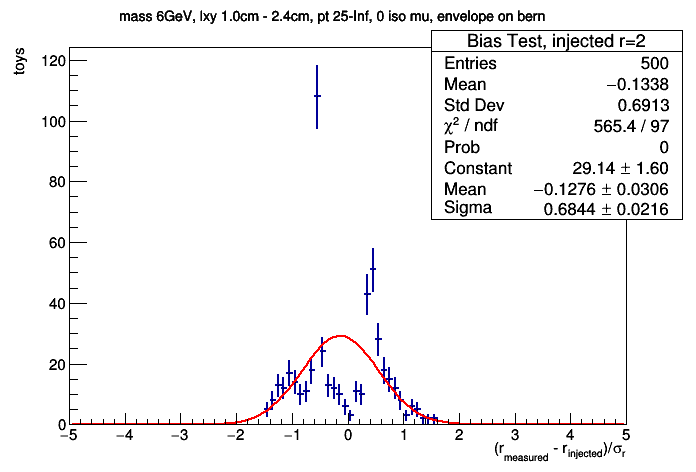 mass 6GeV, lxy 1.0cm - 2.4cm, pt 25-Inf, 0 iso mu, envelope on bern
Bias Test, injected r=2
Entries 500
Mean −0.1338
Std Dev 0.6913
χ² / ndf 565.4 / 97
Prob 0
Constant 29.14 ± 1.60
Mean −0.1276 ± 0.0306
Sigma 0.6844 ± 0.0216
toys
120
100
80
60
40
20
0
−5 −4 −3 −2 −1 0 1 2 3 4 5
(r_measured - r_injected)/σ_r